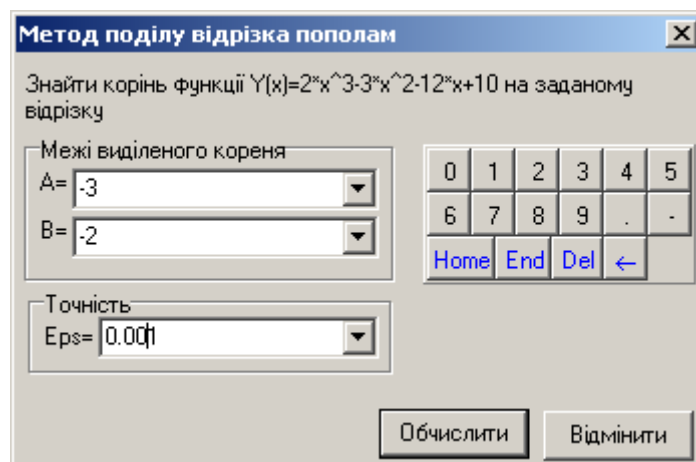 Метод поділу відрізка пополам
Знайти корінь функції Y(x)=2*x^3-3*x^2-12*x+10 на заданому
відрізку
Межі виділеного кореня
A= -3
B= -2
0 1 2 3 4 5
6 7 8 9 . -
Home End Del ←
Точність
Eps= 0.001
Обчислити Відмінити